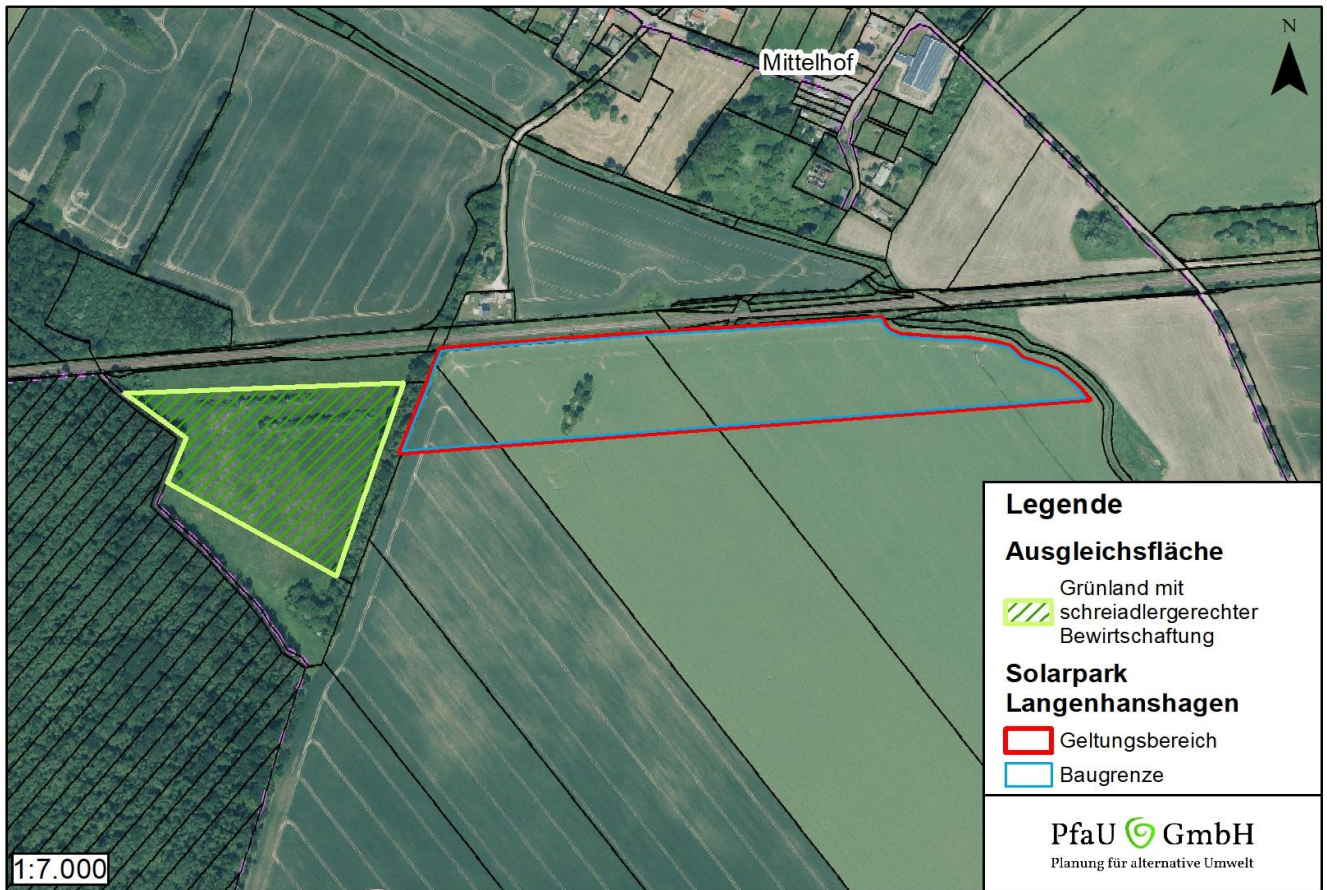 Mittelhof
N
Legende
Ausgleichsfläche
Grünland mit
schreiadlergerechter
Bewirtschaftung
Solarpark
Langenhanshagen
Geltungsbereich
Baugrenze
PfaU GmbH
Planung für alternative Umwelt
1:7.000